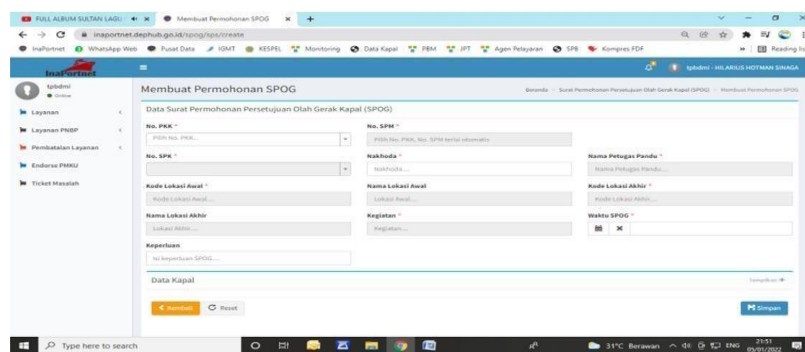 FULL ALBUM SULTAN LAGU
Membuat Permohonan SPOG
inaportnet.dephub.go.id/spog/sps/create
InaPortnet WhatsApp Web Pusat Data IGMT KESPEL Monitoring Data Kapal PBM JPT Agen Pelayaran SPB Kompres PDF » Reading list
InaPortnet
tpbdmi - HILARIUS HOTMAN SINAGA
tpbdmi
Online
Layanan
Layanan PNBP
Pembatalan Layanan
Endorse PMKU
Ticket Masalah
Membuat Permohonan SPOG
Beranda Surat Permohonan Persetujuan Olah Gerak Kapal (SPOG) Membuat Permohonan SPOG
Data Surat Permohonan Persetujuan Olah Gerak Kapal (SPOG)
No. PKK * No. SPM *
Pilih No. PKK... Pilih No. PKK, No. SPM terisi otomatis
No. SPK * Nakhoda * Nama Petugas Pandu *
Nakhoda.... Nama Petugas Pandu....
Kode Lokasi Awal * Nama Lokasi Awal Kode Lokasi Akhir *
Kode Lokasi Awal.... Lokasi Awal.... Kode Lokasi Akhir....
Nama Lokasi Akhir Kegiatan * Waktu SPOG *
Lokasi Akhir.... Kegiatan....
Keperluan
Isi keperluan SPOG....
Data Kapal Tampilkan
Kembali Reset Simpan
Type here to search
31°C Berawan ENG 21:51
05/01/2022